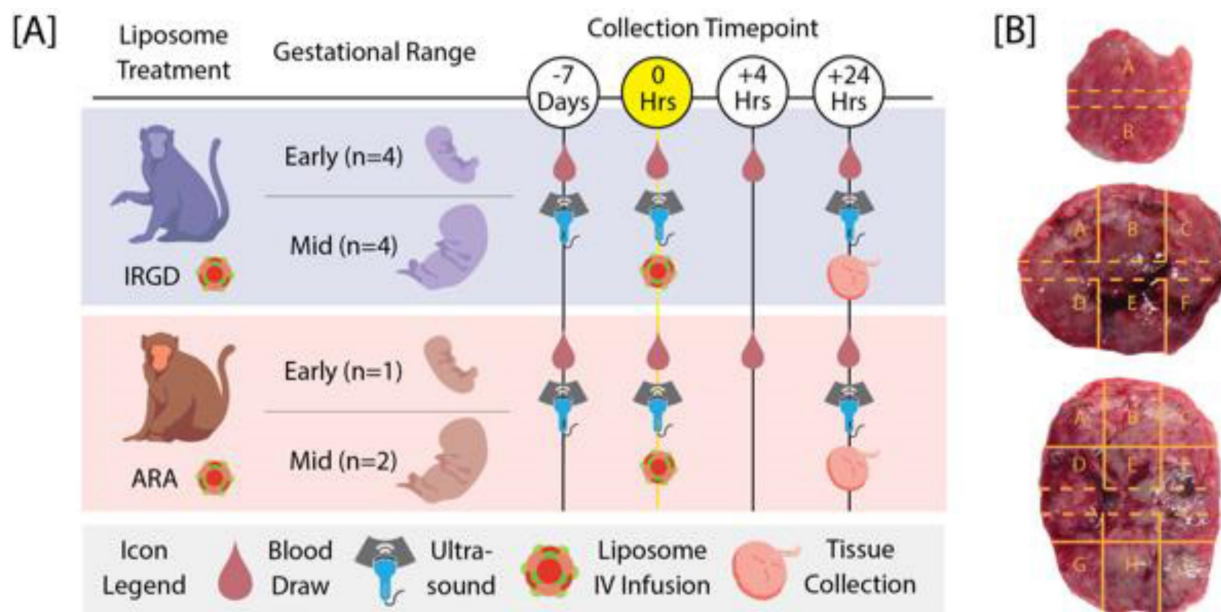 [A]
Liposome
Treatment
Gestational Range
Collection Timepoint
-7
Days
0
Hrs
+4
Hrs
+24
Hrs
IRGD
Early (n=4)
Mid (n=4)
ARA
Early (n=1)
Mid (n=2)
Icon
Legend
Blood
Draw
Ultra-
sound
Liposome
IV Infusion
Tissue
Collection
[B]
A
B
A B C
D E F
A B C
D E F
G H